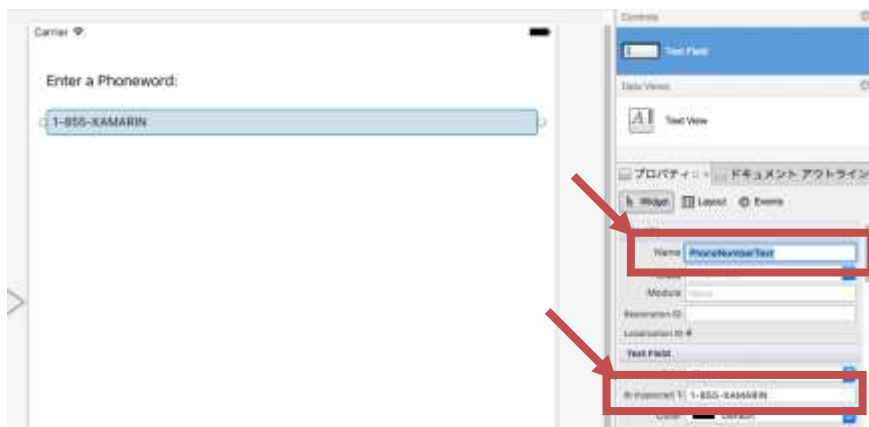 Carrier
Enter a Phoneword:
1-855-XAMARIN
Controls
Text Field
Data Views
Text View
プロパティ
ドキュメント アウトライン
Widget Layout Events
Name PhoneNumberText
Module None
Restoration ID
Localization ID
Text Field
1-855-XAMARIN
Color Default